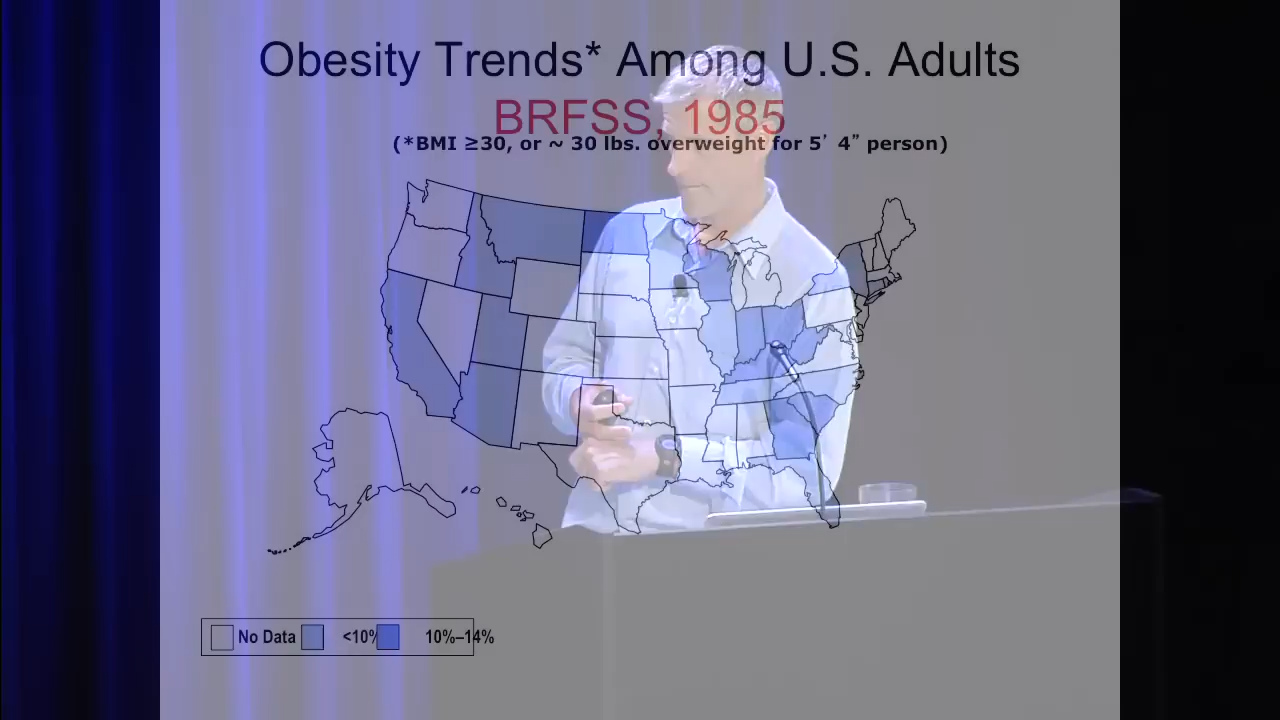 Obesity Trends* Among U.S. Adults
BRFSS, 1985
(*BMI ≥30, or ~ 30 lbs. overweight for 5’ 4” person)
No Data <10% 10%–14%